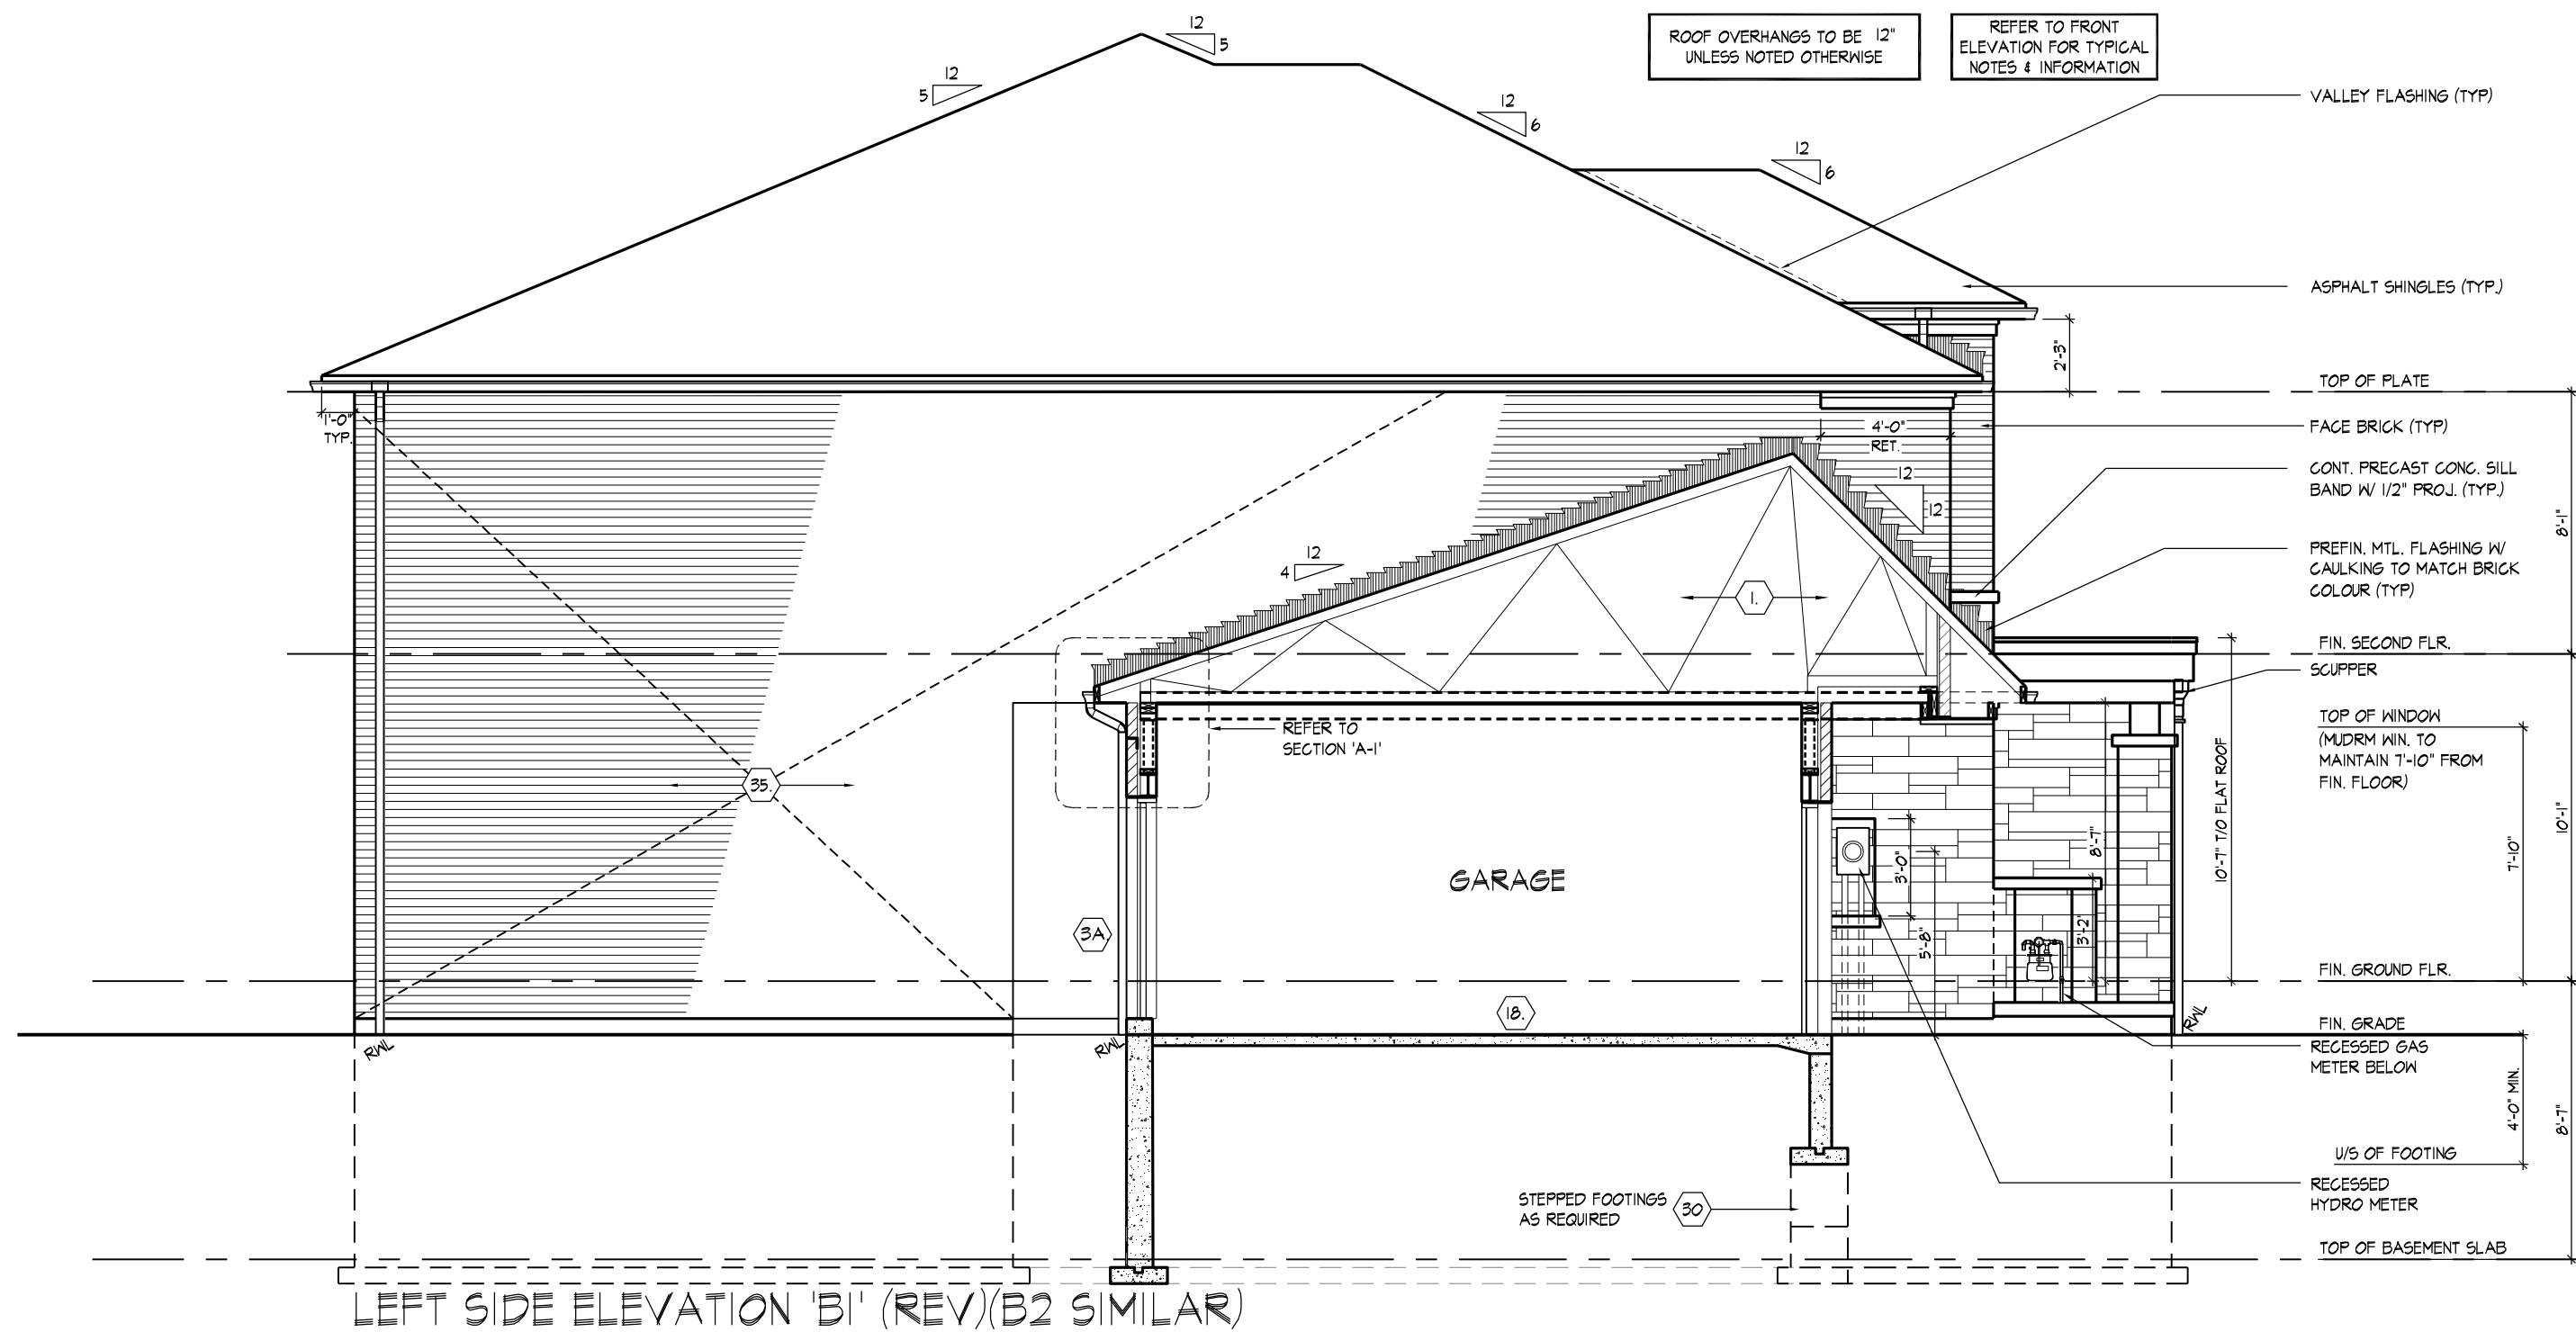 12
5
12
5
ROOF OVERHANGS TO BE 12"
UNLESS NOTED OTHERWISE
REFER TO FRONT
ELEVATION FOR TYPICAL
NOTES & INFORMATION
12
6
12
6
VALLEY FLASHING (TYP)
ASPHALT SHINGLES (TYP.)
2'-3"
TOP OF PLATE
1'-0"
TYP.
4'-0"
RET.
FACE BRICK (TYP)
12
12
CONT. PRECAST CONC. SILL
BAND W/ 1/2" PROJ. (TYP.)
8'-1"
12
4
1.
PREFIN. MTL. FLASHING W/
CAULKING TO MATCH BRICK
COLOUR (TYP)
FIN. SECOND FLR.
SCUPPER
REFER TO
SECTION 'A-1'
TOP OF WINDOW
(MUDRM WIN. TO
MAINTAIN 7'-10" FROM
FIN. FLOOR)
35.
10'-7" T/O FLAT ROOF
8'-7"
10'-1"
7'-10"
GARAGE
3'-0"
3A.
5'-8"
3'-2"
FIN. GROUND FLR.
18.
FIN. GRADE
RWL
RWL
RWL
RECESSED GAS
METER BELOW
4'-0" MIN.
8'-7"
U/S OF FOOTING
RECESSED
HYDRO METER
STEPPED FOOTINGS
AS REQUIRED
30
TOP OF BASEMENT SLAB
LEFT SIDE ELEVATION 'B1' (REV)(B2 SIMILAR)